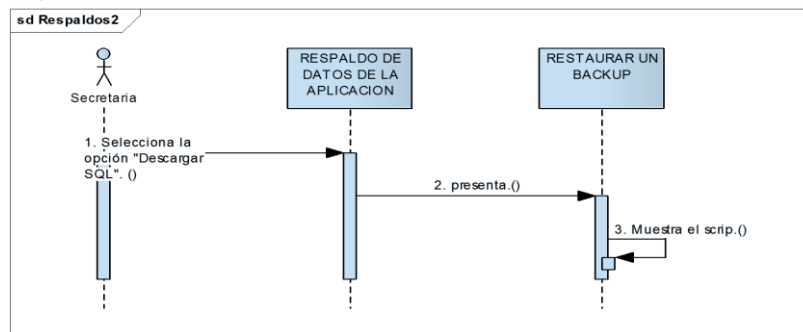 sd Respaldos2
Secretaria
RESPALDO DE
DATOS DE LA
APLICACION
RESTAURAR UN
BACKUP
1. Selecciona la
opción "Descargar
SQL". ()
2. presenta.()
3. Muestra el scrip.()